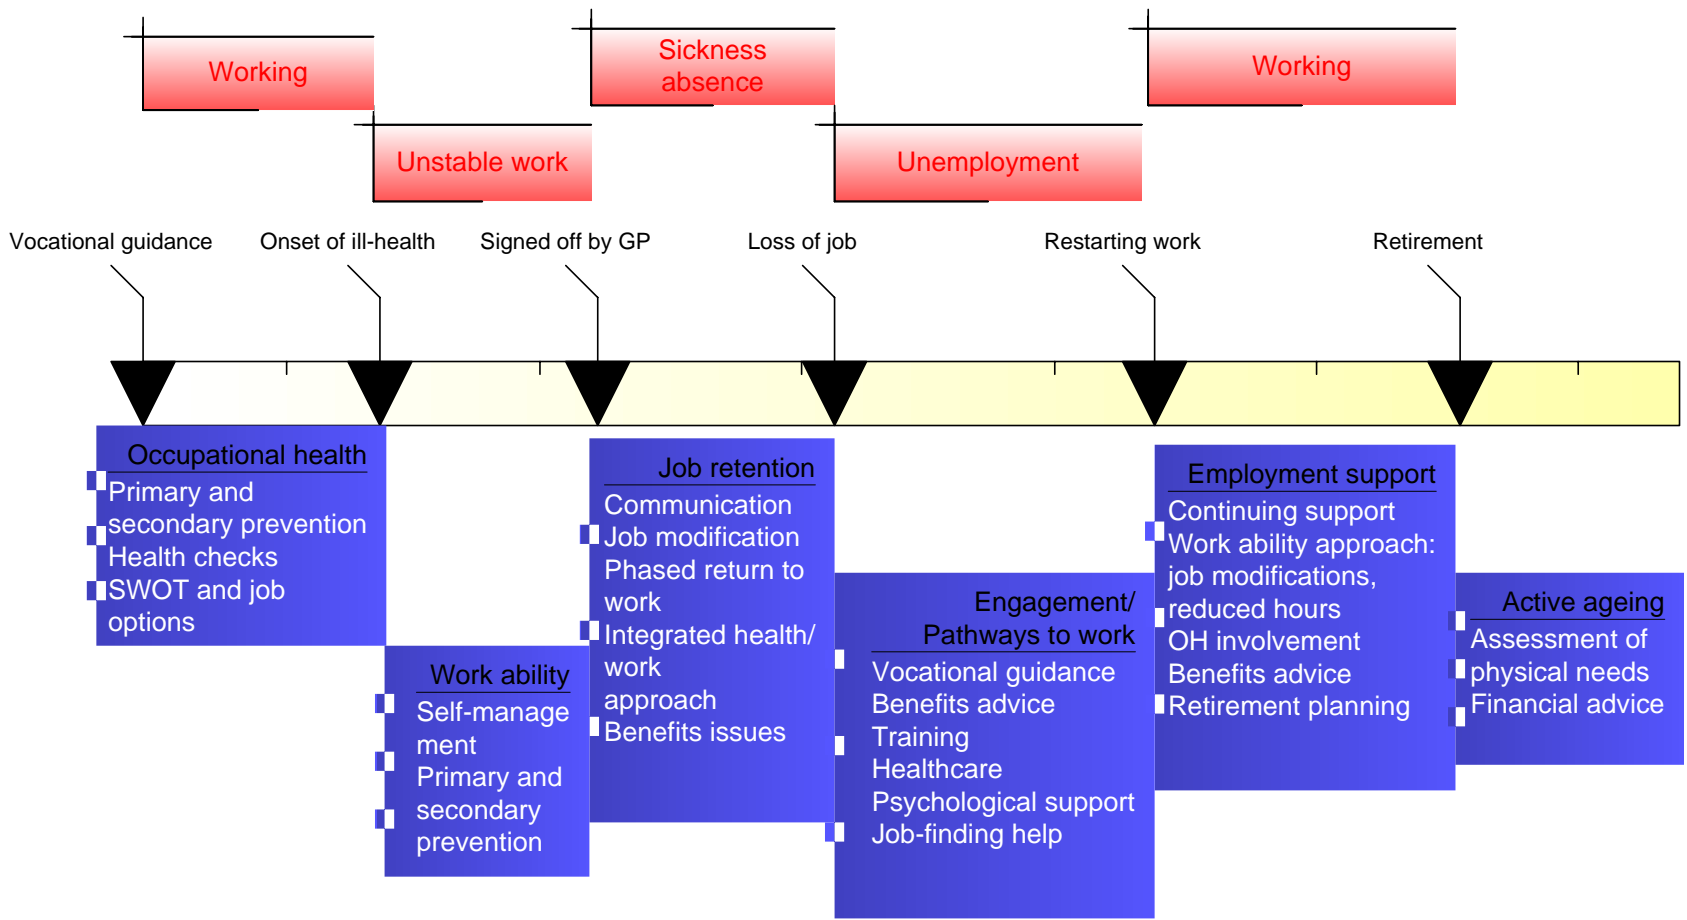 Working
Sickness
absence
Working
Unstable work
Unemployment
Vocational guidance
Onset of ill-health
Signed off by GP
Loss of job
Restarting work
Retirement
Occupational health
Primary and
secondary prevention
Health checks
SWOT and job
options
Work ability
Self-manage
ment
Primary and
secondary
prevention
Job retention
Communication
Job modification
Phased return to
work
Integrated health/
work
approach
Benefits issues
Engagement/
Pathways to work
Vocational guidance
Benefits advice
Training
Healthcare
Psychological support
Job-finding help
Employment support
Continuing support
Work ability approach:
job modifications,
reduced hours
OH involvement
Benefits advice
Retirement planning
Active ageing
Assessment of
physical needs
Financial advice